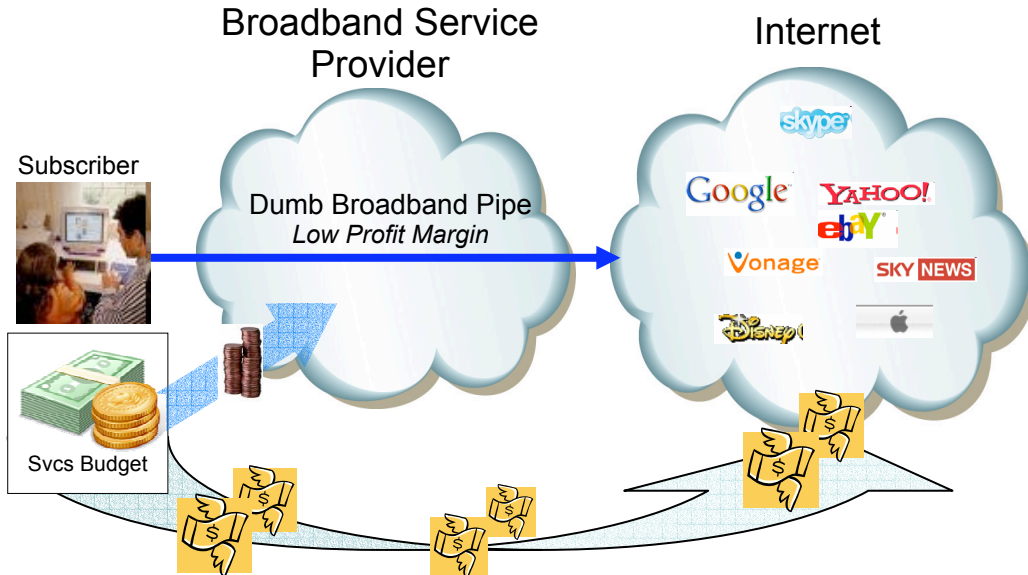 Broadband Service
Provider
Internet
skype
Subscriber
Google
YAHOO!
Dumb Broadband Pipe
Low Profit Margin
ebaY
Vonage
SKY NEWS
DISNEY
Svcs Budget
$
$
$
$
$
$